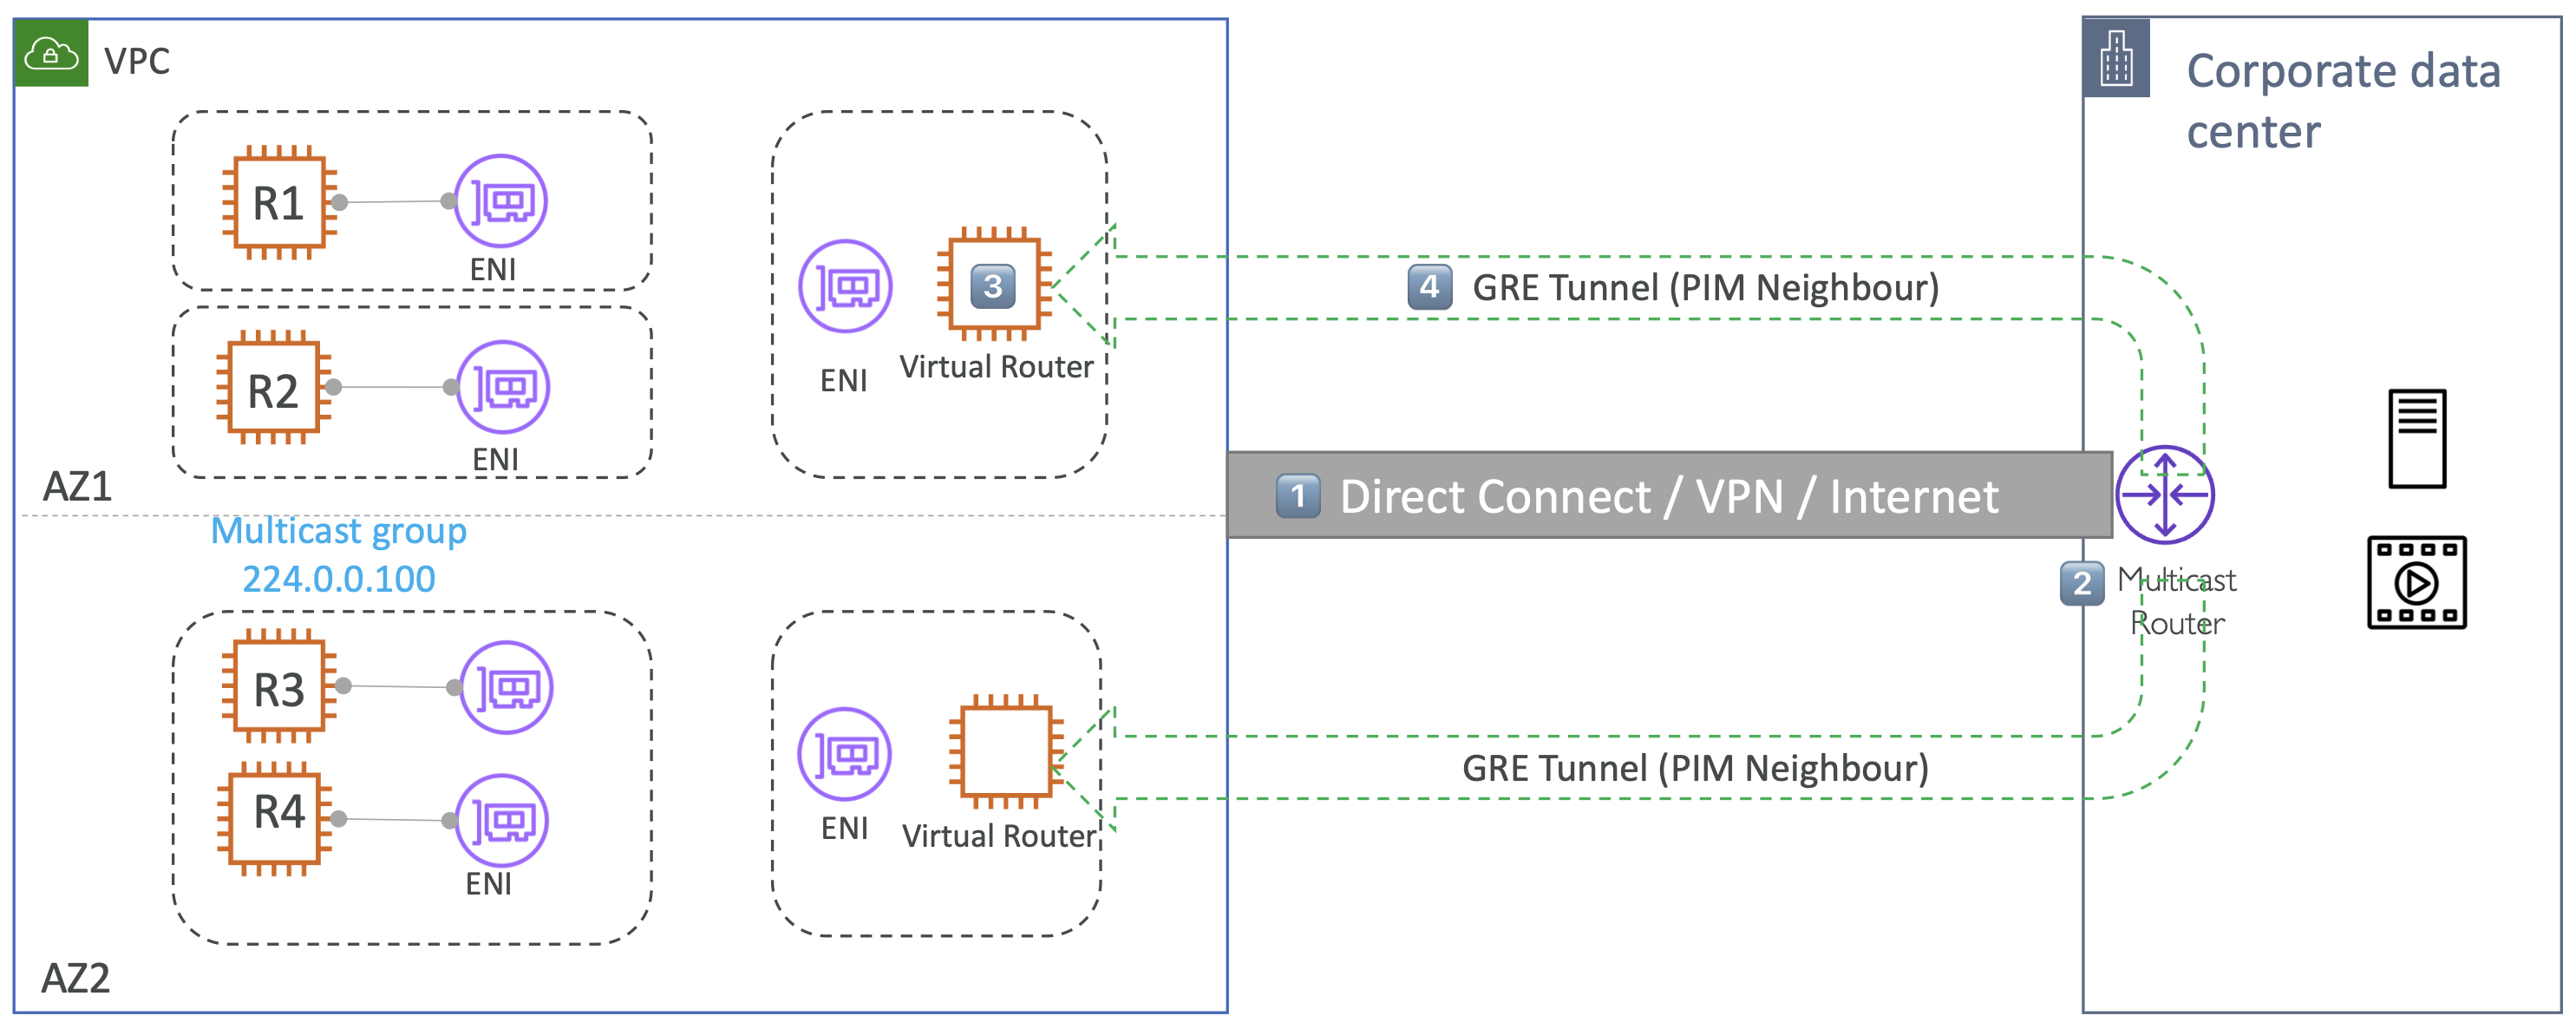 VPC
R1
ENI
R2
ENI
AZ1
ENI
3
Virtual Router
4 GRE Tunnel (PIM Neighbour)
1 Direct Connect / VPN / Internet
Corporate data
center
2 Multicast
Router
Multicast group
224.0.0.100
R3
R4
ENI
AZ2
ENI
Virtual Router
GRE Tunnel (PIM Neighbour)